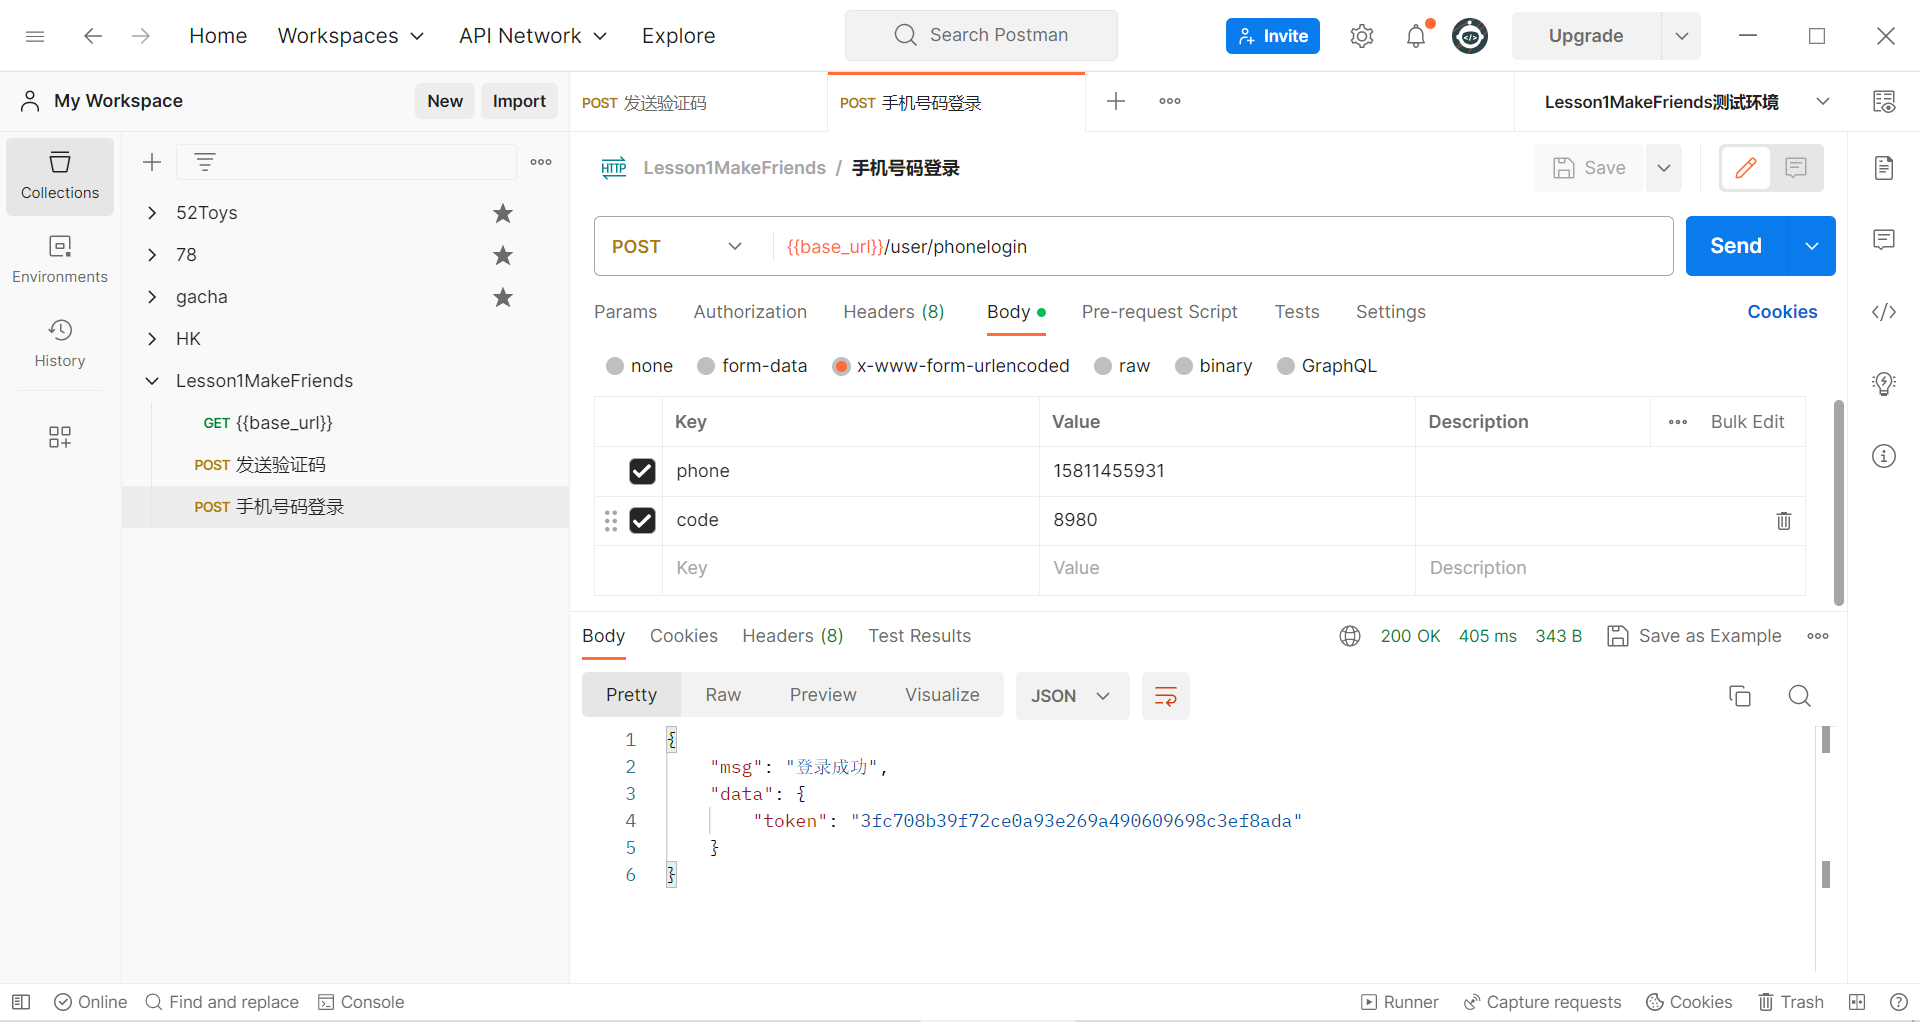 Home Workspaces API Network Explore Search Postman Invite Upgrade
My Workspace New Import POST 发送验证码 POST 手机号码登录 Lesson1MakeFriends测试环境
Collections
Environments
History
52Toys
78
gacha
HK
Lesson1MakeFriends
GET {{base_url}}
POST 发送验证码
POST 手机号码登录
HTTP Lesson1MakeFriends / 手机号码登录 Save
POST {{base_url}}/user/phonelogin Send
Params Authorization Headers (8) Body Pre-request Script Tests Settings Cookies
none form-data x-www-form-urlencoded raw binary GraphQL
Key Value Description Bulk Edit
phone 15811455931
code 8980
Key Value Description
Body Cookies Headers (8) Test Results 200 OK 405 ms 343 B Save as Example
Pretty Raw Preview Visualize JSON
1 {
2 "msg": "登录成功",
3 "data": {
4 "token": "3fc708b39f72ce0a93e269a490609698c3ef8ada"
5 }
6 }
Online Find and replace Console Runner Capture requests Cookies Trash